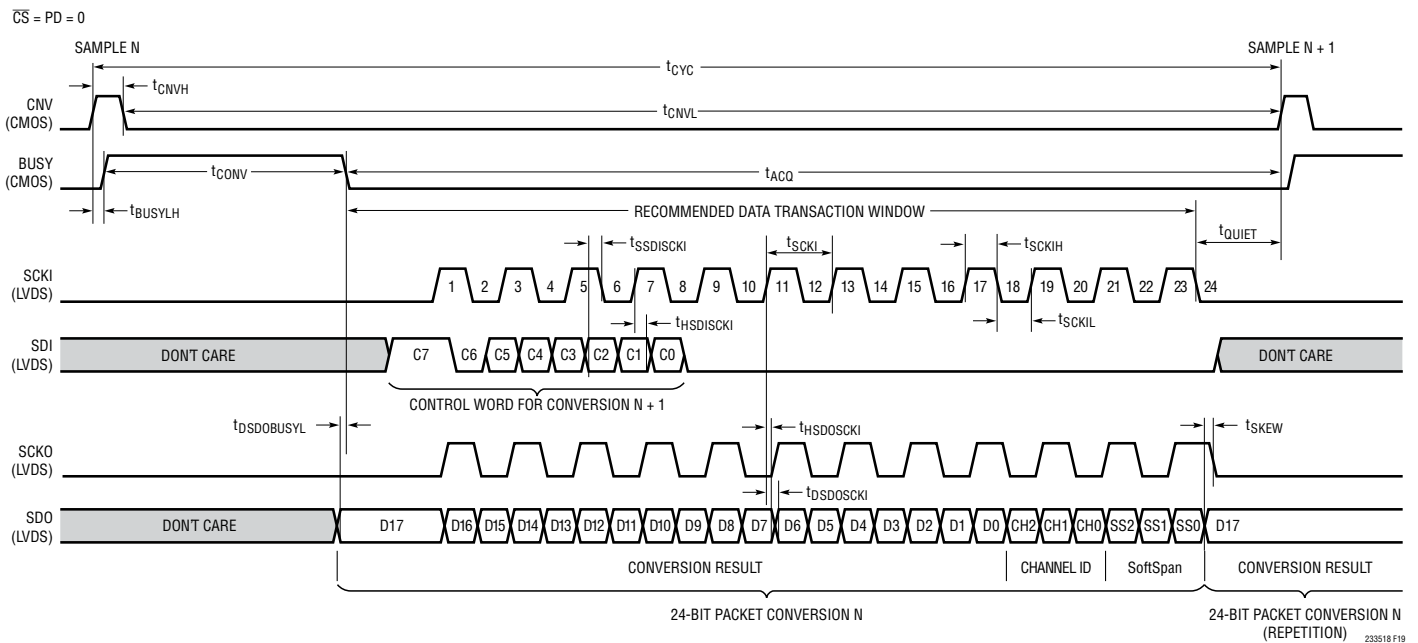 CS = PD = 0
SAMPLE N
SAMPLE N + 1
tCYC
tCNVH
CNV
(CMOS)
tCNVL
BUSY
(CMOS)
tCONV
tACQ
tBUSYLH
RECOMMENDED DATA TRANSACTION WINDOW
tQUIET
tSSDISCKI
tSCKI
tSCKIH
SCKI
(LVDS)
1 2 3 4 5 6 7 8 9 10 11 12 13 14 15 16 17 18 19 20 21 22 23 24
tHSDISCKI
tSCKIL
SDI
(LVDS)
DON'T CARE C7 C6 C5 C4 C3 C2 C1 C0 DON'T CARE
CONTROL WORD FOR CONVERSION N + 1
tDSDOBUSYL
tHSDOSCKI
tSKEW
SCKO
(LVDS)
tDSDOSCKI
SDO
(LVDS)
DON'T CARE D17 D16 D15 D14 D13 D12 D11 D10 D9 D8 D7 D6 D5 D4 D3 D2 D1 D0 CH2 CH1 CH0 SS2 SS1 SS0 D17
CONVERSION RESULT CHANNEL ID SoftSpan CONVERSION RESULT
24-BIT PACKET CONVERSION N
24-BIT PACKET CONVERSION N
(REPETITION)
233518 F19